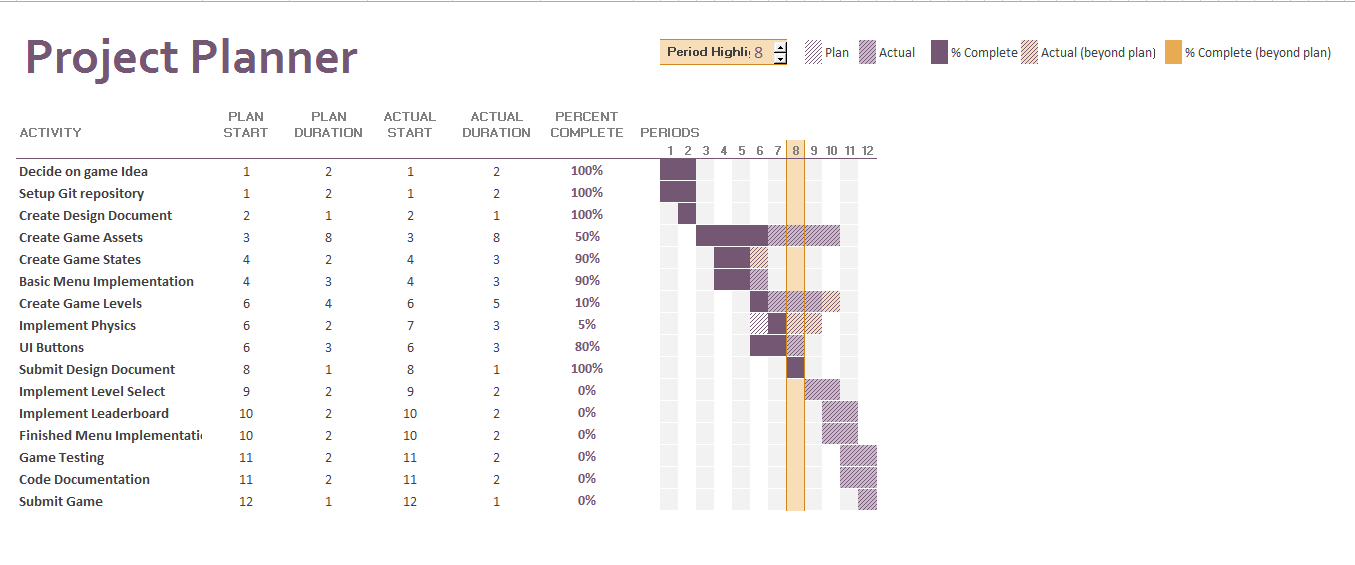 Project Planner
Period Highli 8
Plan Actual % Complete Actual (beyond plan) % Complete (beyond plan)
PLAN PLAN ACTUAL ACTUAL PERCENT
ACTIVITY START DURATION START DURATION COMPLETE PERIODS
1 2 3 4 5 6 7 8 9 10 11 12
Decide on game Idea 1 2 1 2 100%
Setup Git repository 1 2 1 2 100%
Create Design Document 2 1 2 1 100%
Create Game Assets 3 8 3 8 50%
Create Game States 4 2 4 3 90%
Basic Menu Implementation 4 3 4 3 90%
Create Game Levels 6 4 6 5 10%
Implement Physics 6 2 7 3 5%
UI Buttons 6 3 6 3 80%
Submit Design Document 8 1 8 1 100%
Implement Level Select 9 2 9 2 0%
Implement Leaderboard 10 2 10 2 0%
Finished Menu Implementati 10 2 10 2 0%
Game Testing 11 2 11 2 0%
Code Documentation 11 2 11 2 0%
Submit Game 12 1 12 1 0%